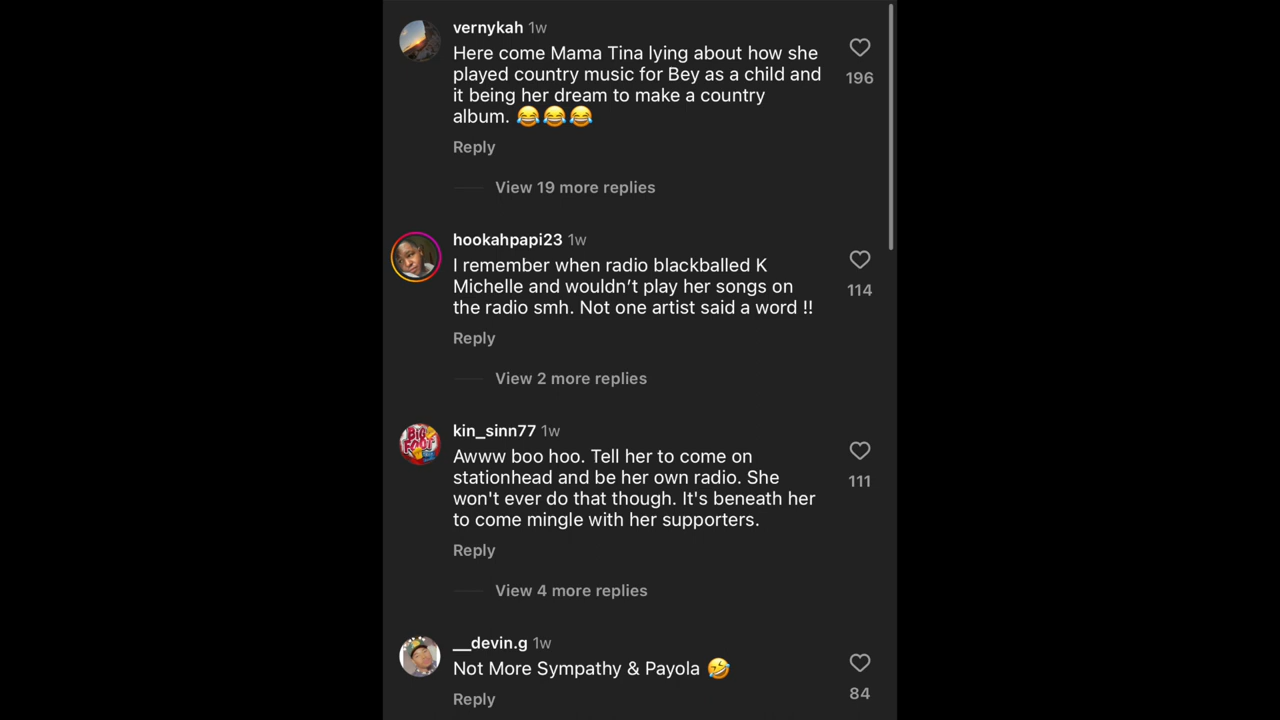 vernykah 1w
Here come Mama Tina lying about how she
played country music for Bey as a child and
it being her dream to make a country
album. 😂😂😂
196
Reply
View 19 more replies
hookahpapi23 1w
I remember when radio blackballed K
Michelle and wouldn’t play her songs on
the radio smh. Not one artist said a word !!
114
Reply
View 2 more replies
kin_sinn77 1w
Awww boo hoo. Tell her to come on
stationhead and be her own radio. She
won't ever do that though. It's beneath her
to come mingle with her supporters.
111
Reply
View 4 more replies
__devin.g 1w
Not More Sympathy & Payola 🤣
84
Reply